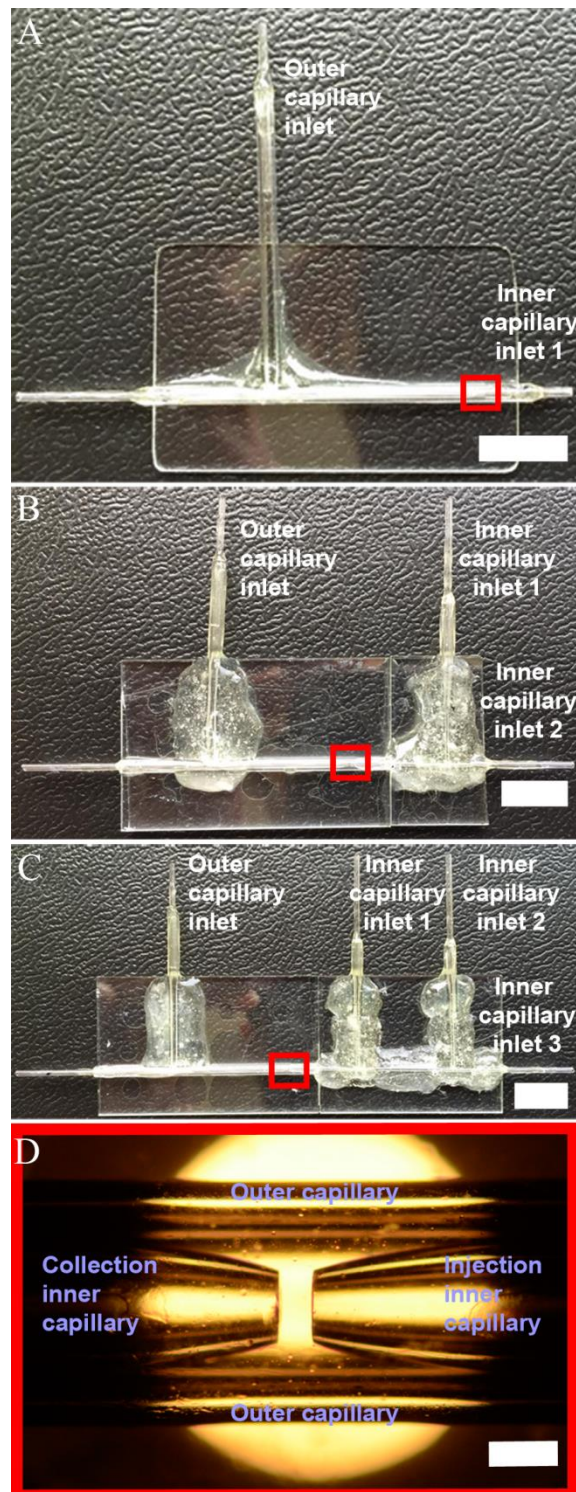 A
Outer
capillary
inlet
Inner
capillary
inlet 1
B
Outer
capillary
inlet
Inner
capillary
inlet 1
Inner
capillary
inlet 2
C
Outer
capillary
inlet
Inner
capillary
inlet 1
Inner
capillary
inlet 2
Inner
capillary
inlet 3
D
Outer capillary
Collection
inner
capillary
Injection
inner
capillary
Outer capillary